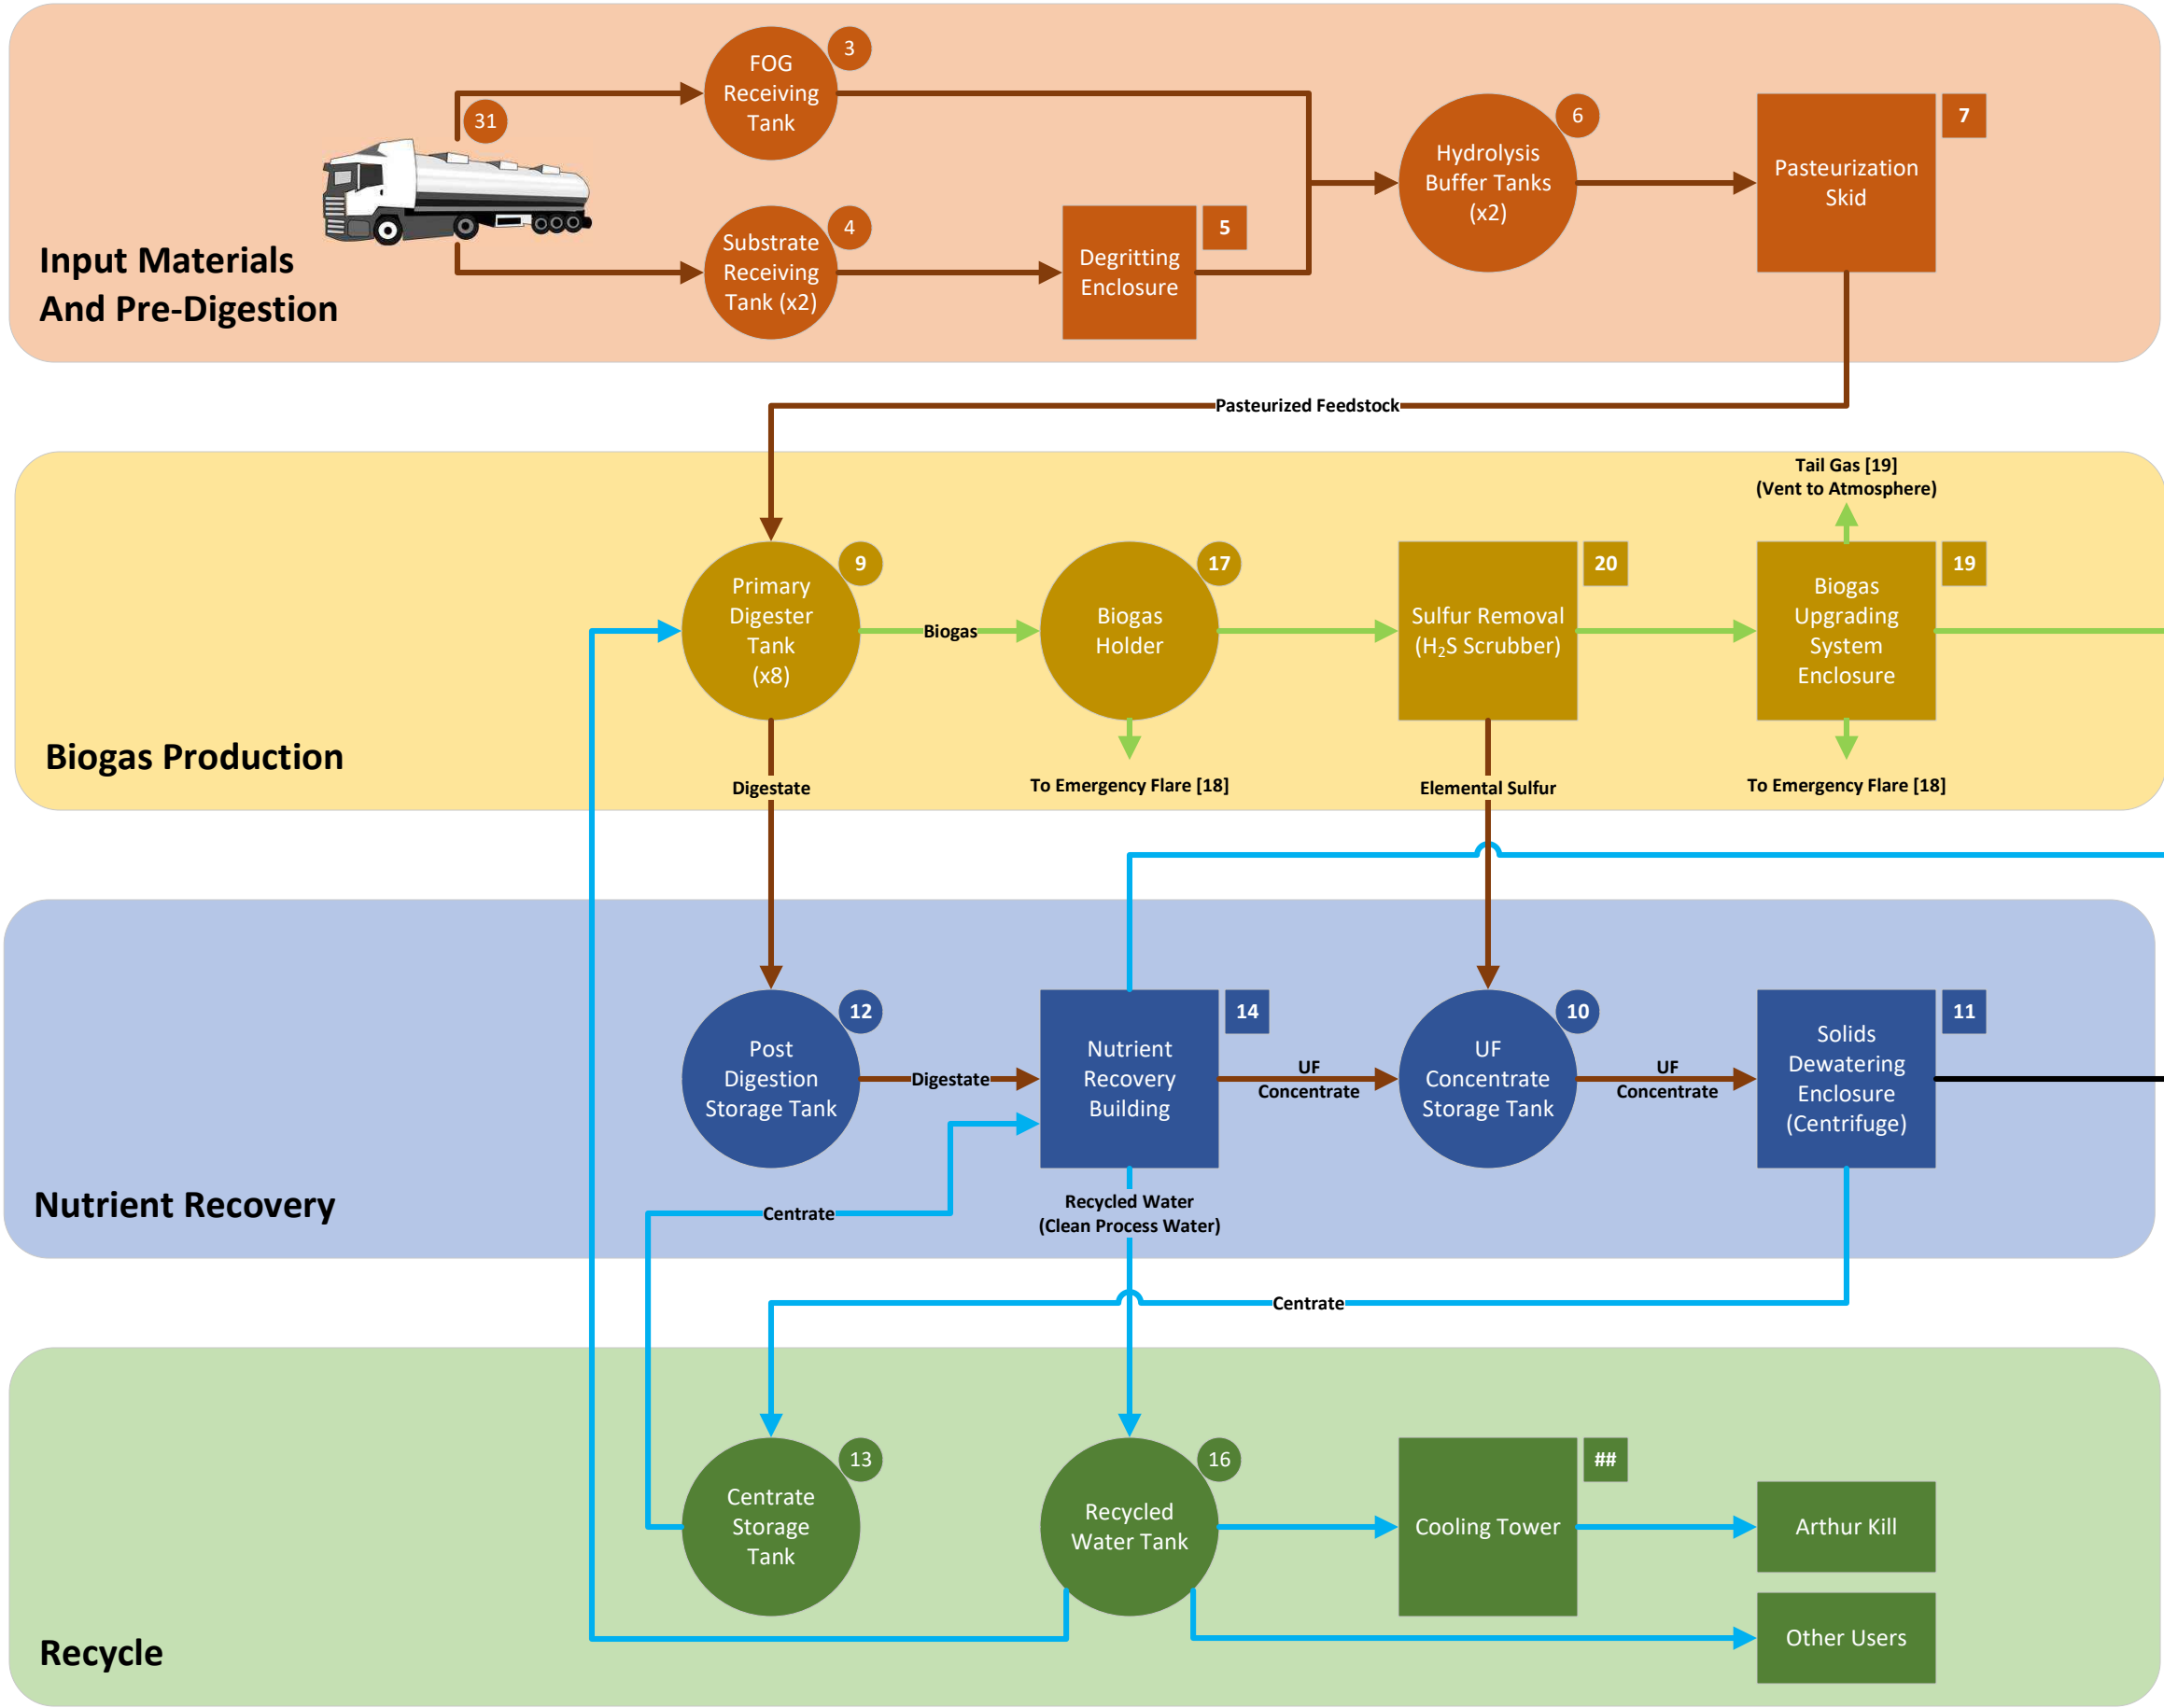 31
FOG
Receiving
Tank
3
Substrate
Receiving
Tank (x2)
4
Degritting
Enclosure
5
Hydrolysis
Buffer Tanks
(x2)
6
Pasteurization
Skid
7
Input Materials
And Pre-Digestion
Pasteurized Feedstock
Tail Gas [19]
(Vent to Atmosphere)
Primary
Digester
Tank
(x8)
9
Biogas
Biogas
Holder
17
Sulfur Removal
(H₂S Scrubber)
20
Biogas
Upgrading
System
Enclosure
19
Biogas Production
Digestate
To Emergency Flare [18]
Elemental Sulfur
To Emergency Flare [18]
Post
Digestion
Storage Tank
12
Digestate
Nutrient
Recovery
Building
14
UF
Concentrate
UF
Concentrate
Storage Tank
10
UF
Concentrate
Solids
Dewatering
Enclosure
(Centrifuge)
11
Nutrient Recovery
Centrate
Recycled Water
(Clean Process Water)
Centrate
Centrate
Storage
Tank
13
Recycled
Water Tank
16
Cooling Tower
##
Arthur Kill
Other Users
Recycle